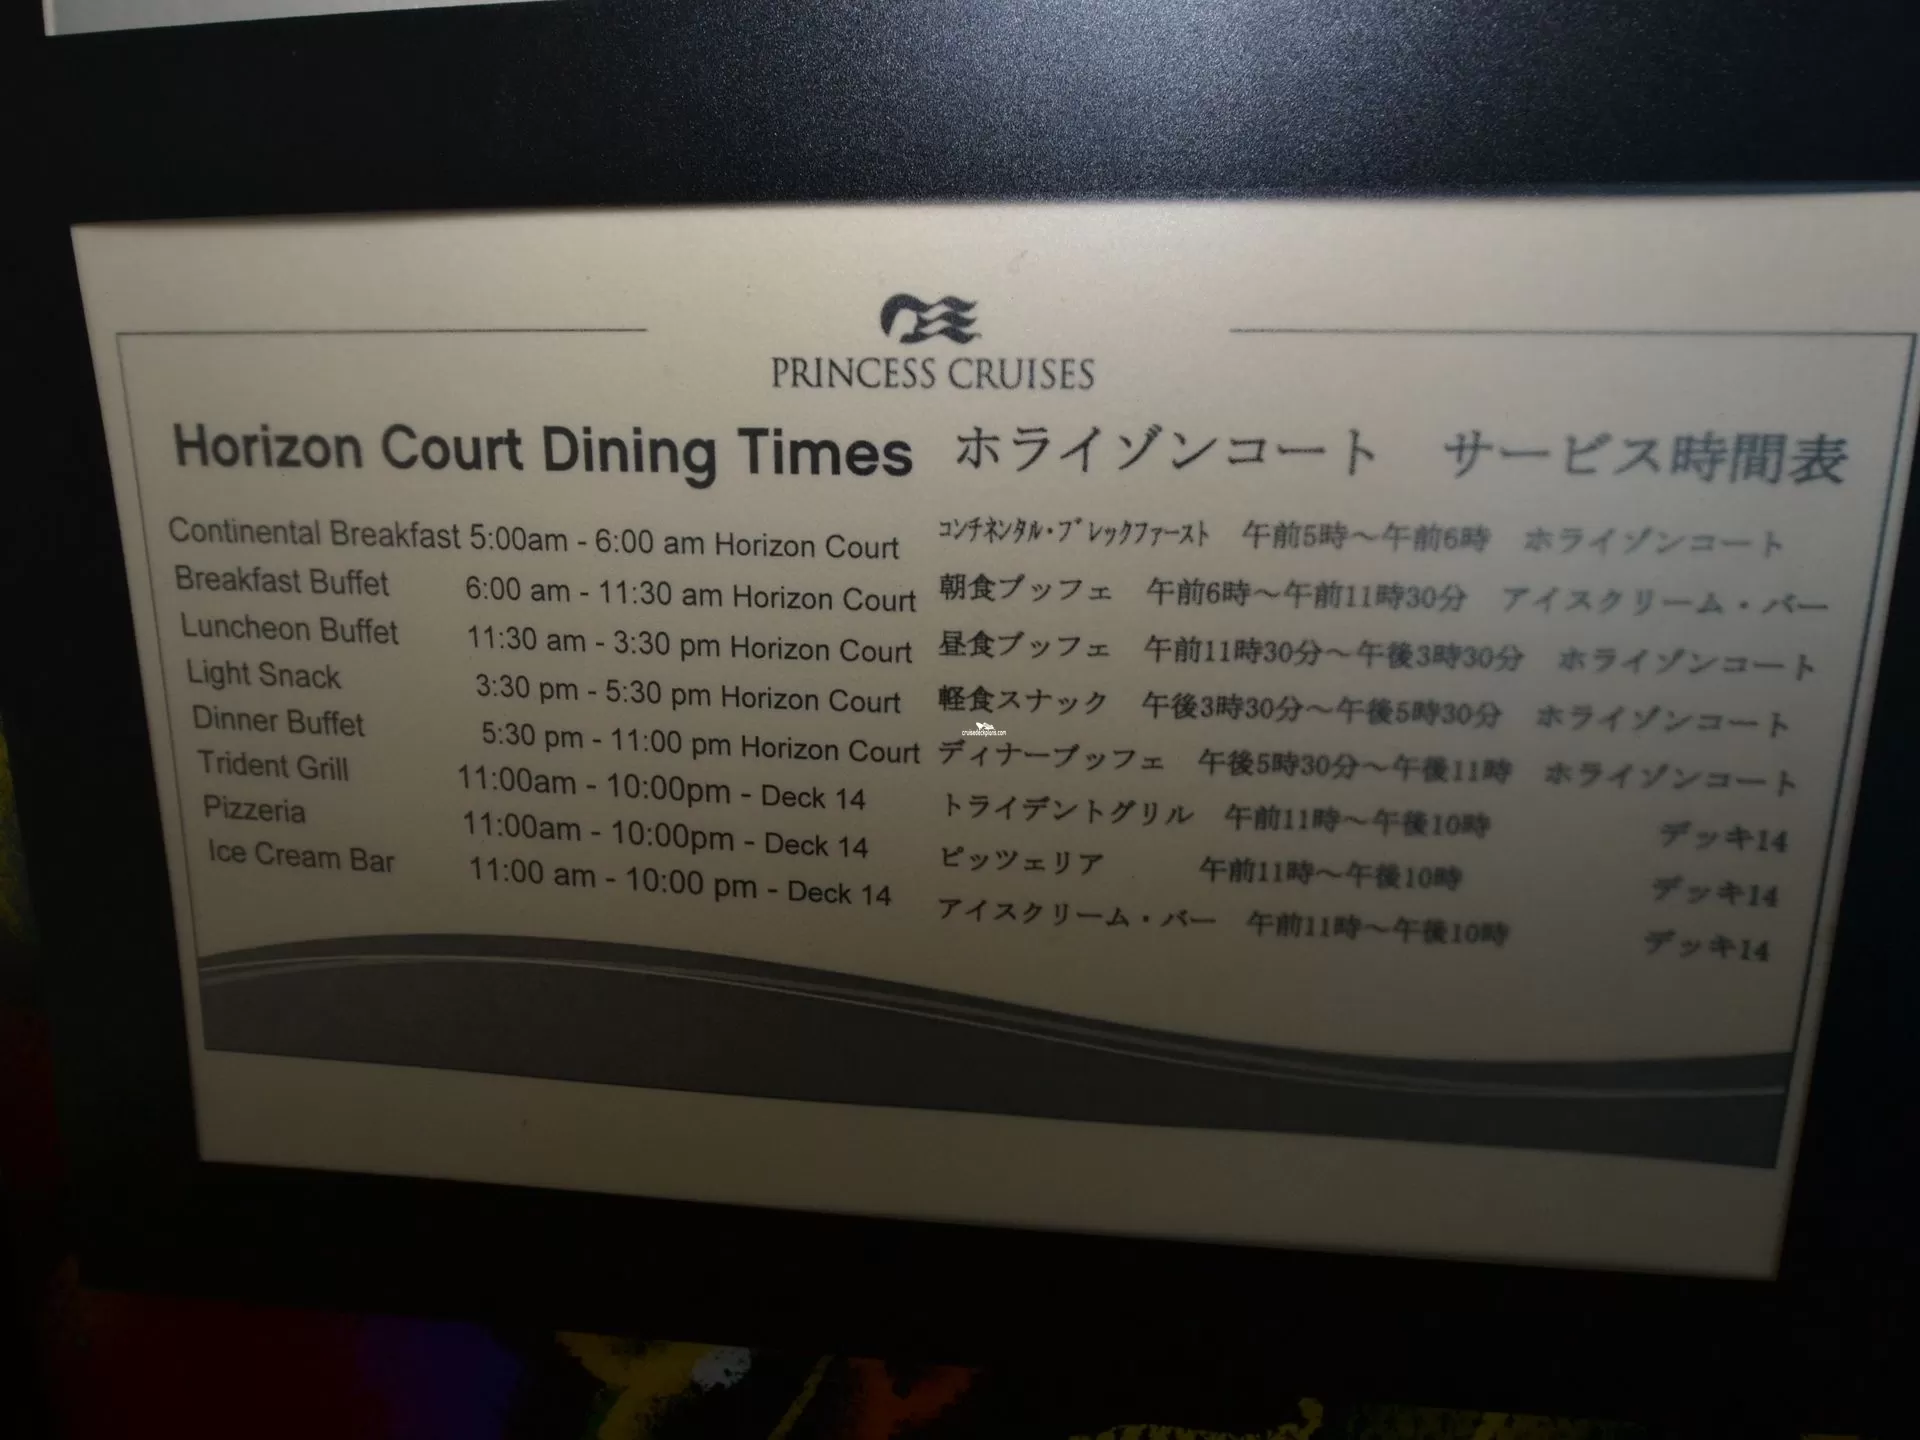 PRINCESS CRUISES
Horizon Court Dining Times ホライゾンコート サービス時間表
Continental Breakfast 5:00am - 6:00 am Horizon Court ｺﾝﾁﾈﾝﾀﾙ・ﾌﾞﾚｯｸﾌｧｰｽﾄ 午前5時～午前6時 ホライゾンコート
Breakfast Buffet 6:00 am - 11:30 am Horizon Court 朝食ブッフェ 午前6時～午前11時30分 アイスクリーム・バー
Luncheon Buffet 11:30 am - 3:30 pm Horizon Court 昼食ブッフェ 午前11時30分～午後3時30分 ホライゾンコート
Light Snack 3:30 pm - 5:30 pm Horizon Court 軽食スナック 午後3時30分～午後5時30分 ホライゾンコート
Dinner Buffet 5:30 pm - 11:00 pm Horizon Court ディナーブッフェ 午後5時30分～午後11時 ホライゾンコート
Trident Grill 11:00am - 10:00pm - Deck 14 トライデントグリル 午前11時～午後10時 デッキ14
Pizzeria 11:00am - 10:00pm - Deck 14 ピッツェリア 午前11時～午後10時 デッキ14
Ice Cream Bar 11:00 am - 10:00 pm - Deck 14 アイスクリーム・バー 午前11時～午後10時 デッキ14
cruisedeckplans.com